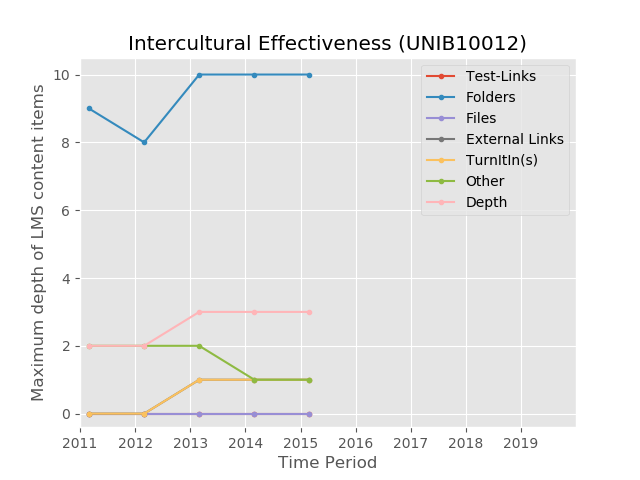 Intercultural Effectiveness (UNIB10012)
Maximum depth of LMS content items
10
8
6
4
2
0
Test-Links
Folders
Files
External Links
TurnItIn(s)
Other
Depth
2011 2012 2013 2014 2015 2016 2017 2018 2019
Time Period